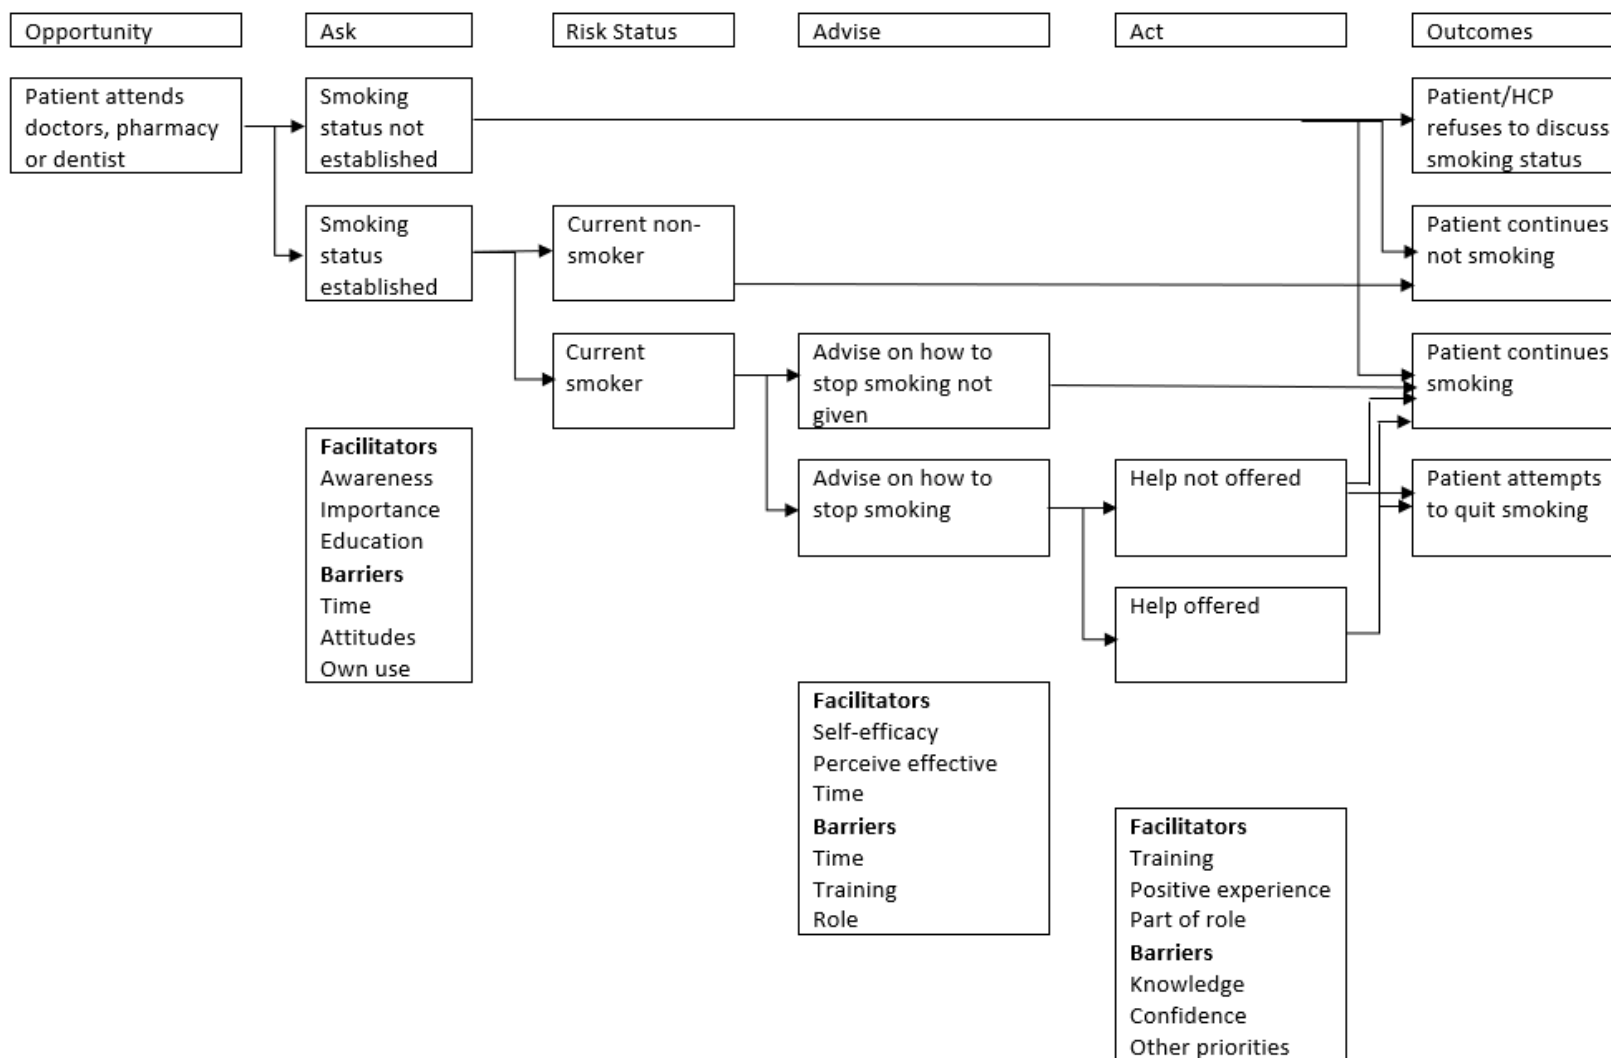 Opportunity
Ask
Risk Status
Advise
Act
Outcomes
Patient attends
doctors, pharmacy
or dentist
Smoking
status not
established
Patient/HCP
refuses to discuss
smoking status
Smoking
status
established
Current non-
smoker
Patient continues
not smoking
Current
smoker
Advise on how to
stop smoking not
given
Patient continues
smoking
Advise on how to
stop smoking
Help not offered
Patient attempts
to quit smoking
Help offered
Facilitators
Awareness
Importance
Education
Barriers
Time
Attitudes
Own use
Facilitators
Self-efficacy
Perceive effective
Time
Barriers
Time
Training
Role
Facilitators
Training
Positive experience
Part of role
Barriers
Knowledge
Confidence
Other priorities